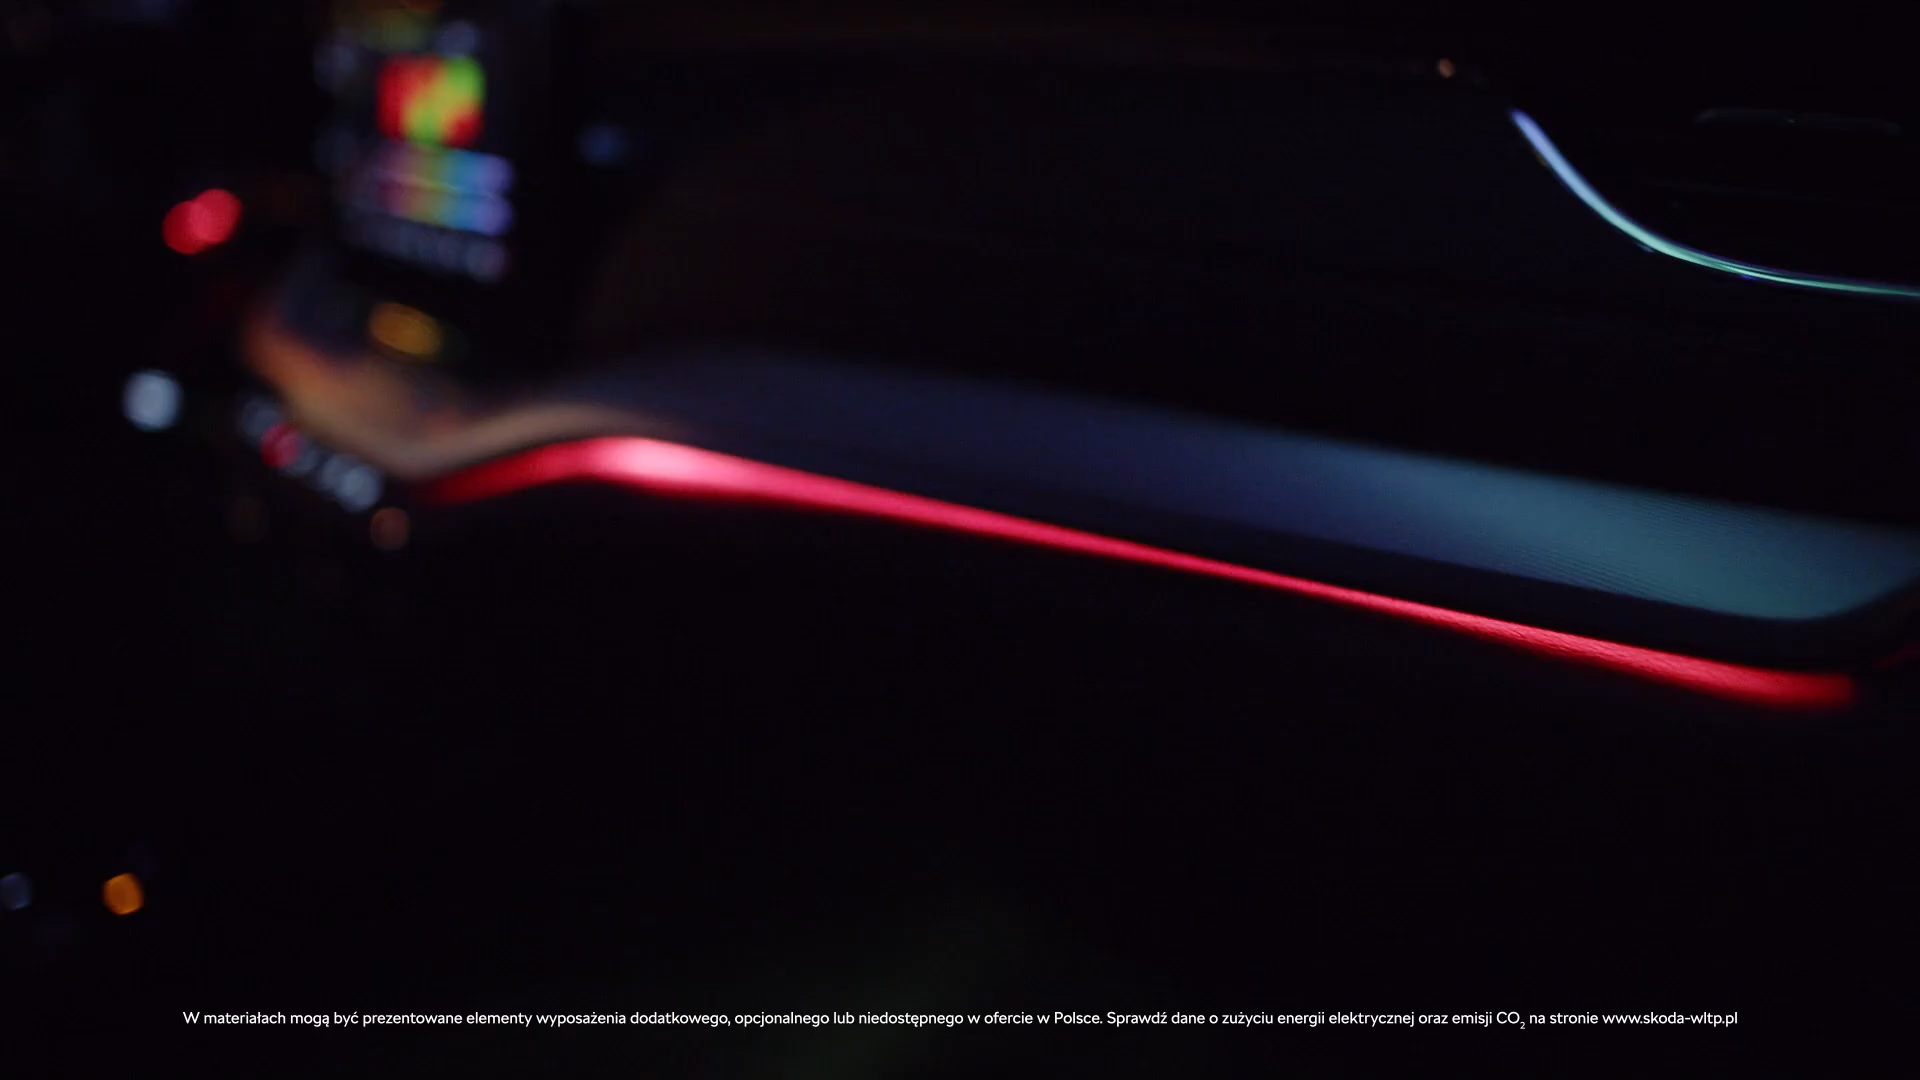 W materiałach mogą być prezentowane elementy wyposażenia dodatkowego, opcjonalnego lub niedostępnego w ofercie w Polsce. Sprawdź dane o zużyciu energii elektrycznej oraz emisji CO₂ na stronie www.skoda-wltp.pl